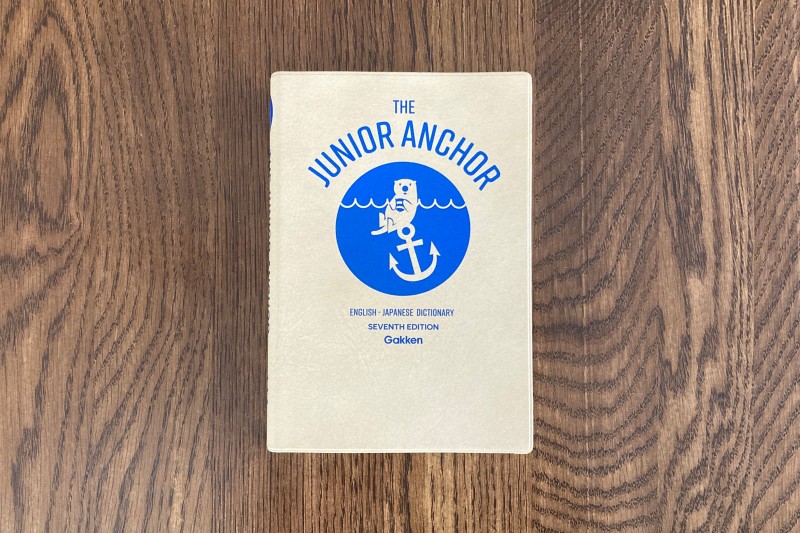 THE
JUNIOR ANCHOR
ENGLISH - JAPANESE DICTIONARY
SEVENTH EDITION
Gakken